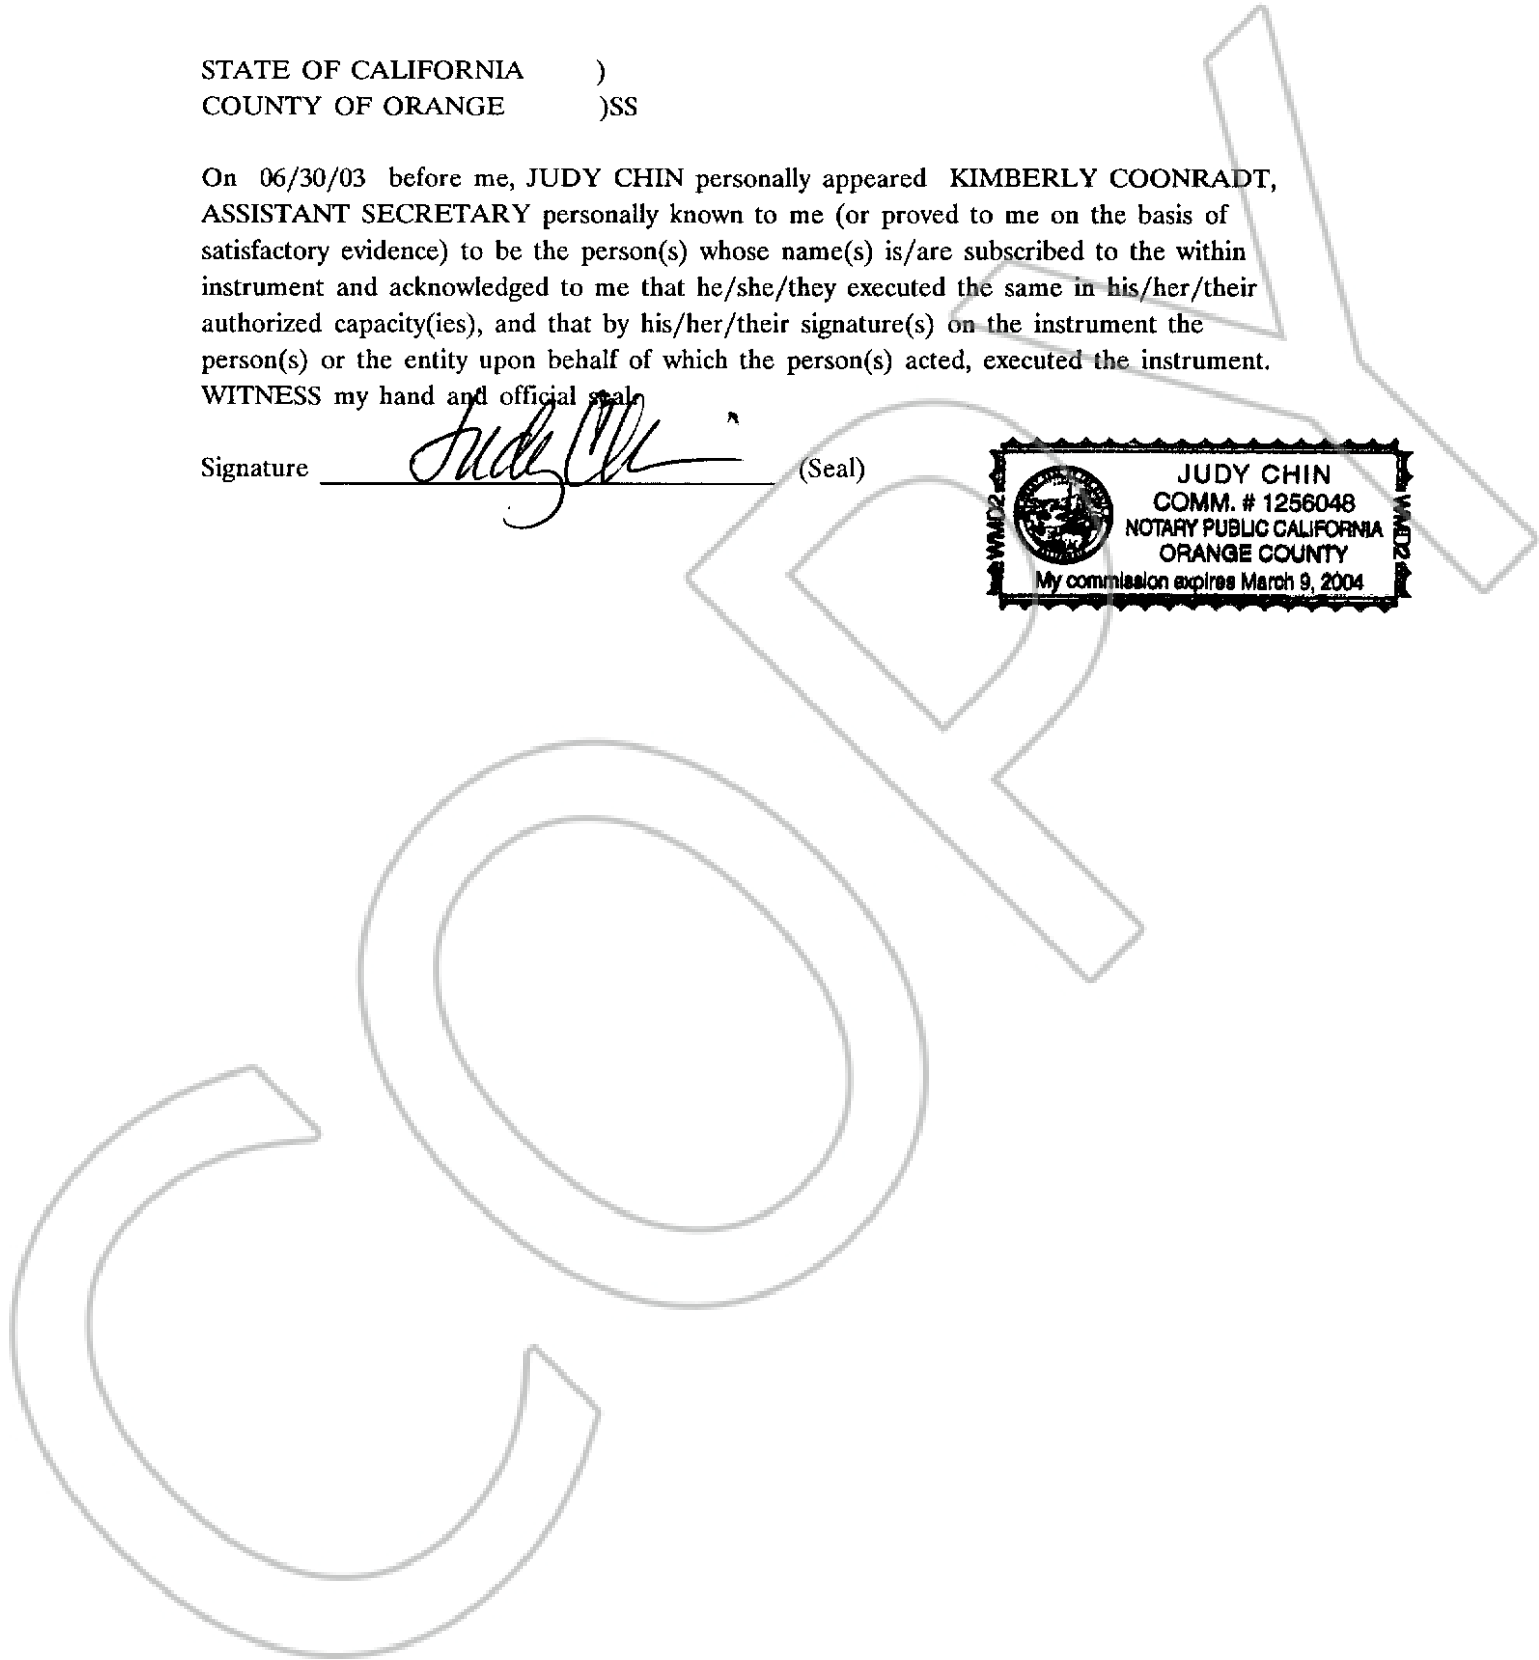 STATE OF CALIFORNIA )
COUNTY OF ORANGE )SS
On 06/30/03 before me, JUDY CHIN personally appeared KIMBERLY COONRADT,
ASSISTANT SECRETARY personally known to me (or proved to me on the basis of
satisfactory evidence) to be the person(s) whose name(s) is/are subscribed to the within
instrument and acknowledged to me that he/she/they executed the same in his/her/their
authorized capacity(ies), and that by his/her/their signature(s) on the instrument the
person(s) or the entity upon behalf of which the person(s) acted, executed the instrument.
WITNESS my hand and official seal.
Signature Judy Chin (Seal)
JUDY CHIN
COMM. # 1256048
NOTARY PUBLIC CALIFORNIA
ORANGE COUNTY
My commission expires March 9, 2004
WMD2
WMD2
COPY